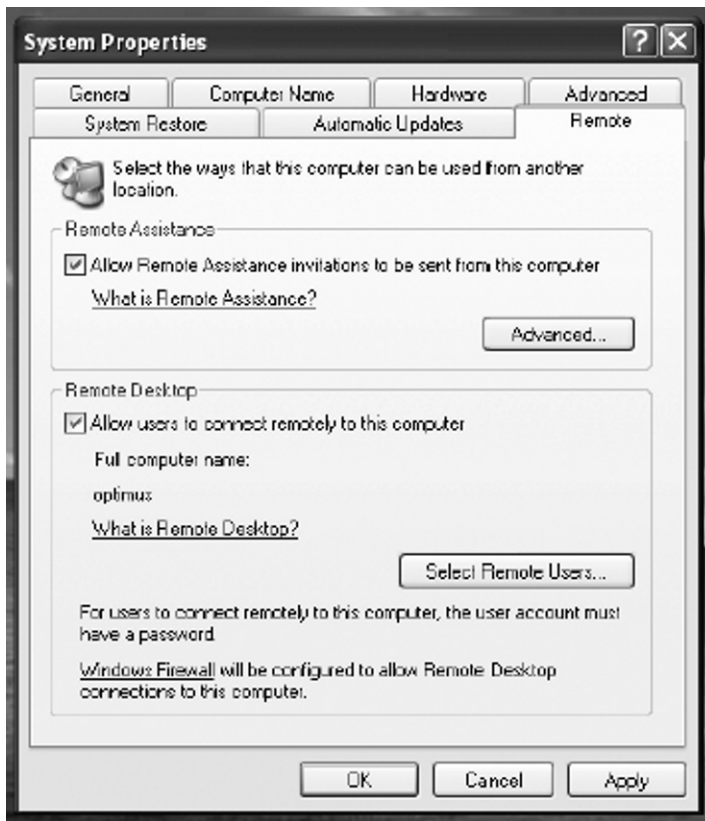 System Properties
General
Computer Name
Hardware
Advanced
System Restore
Automatic Updates
Remote
Select the ways that this computer can be used from another
location.
Remote Assistance
Allow Remote Assistance invitations to be sent from this computer
What is Remote Assistance?
Advanced...
Remote Desktop
Allow users to connect remotely to this computer
Full computer name:
optimus
What is Remote Desktop?
Select Remote Users...
For users to connect remotely to this computer, the user account must
have a password.
Windows Firewall will be configured to allow Remote Desktop
connections to this computer.
OK
Cancel
Apply